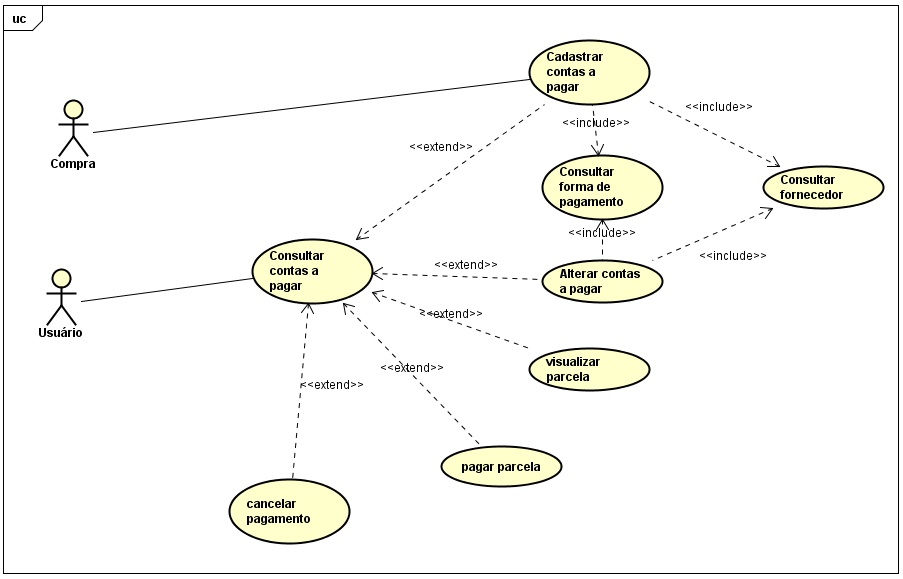 uc
Cadastrar
contas a
pagar
<<include>>
<<include>>
<<extend>>
Compra
Consultar
forma de
pagamento
Consultar
fornecedor
<<include>>
<<include>>
Consultar
contas a
pagar
<<extend>>
Alterar contas
a pagar
Usuário
<<extend>>
visualizar
parcela
<<extend>>
<<extend>>
pagar parcela
cancelar
pagamento